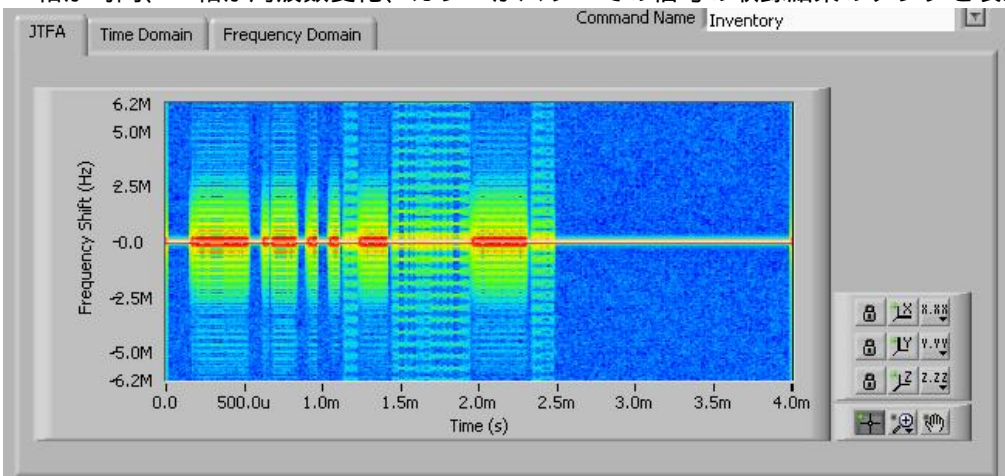 Command Name Inventory
JTFA Time Domain Frequency Domain
6.2M
5.0M
2.5M
-0.0
-2.5M
-5.0M
-6.2M
Frequency Shift (Hz)
0.0 500.0u 1.0m 1.5m 2.0m 2.5m 3.0m 3.5m 4.0m
Time (s)
X X.XX
Y Y.YY
Z Z.ZZ